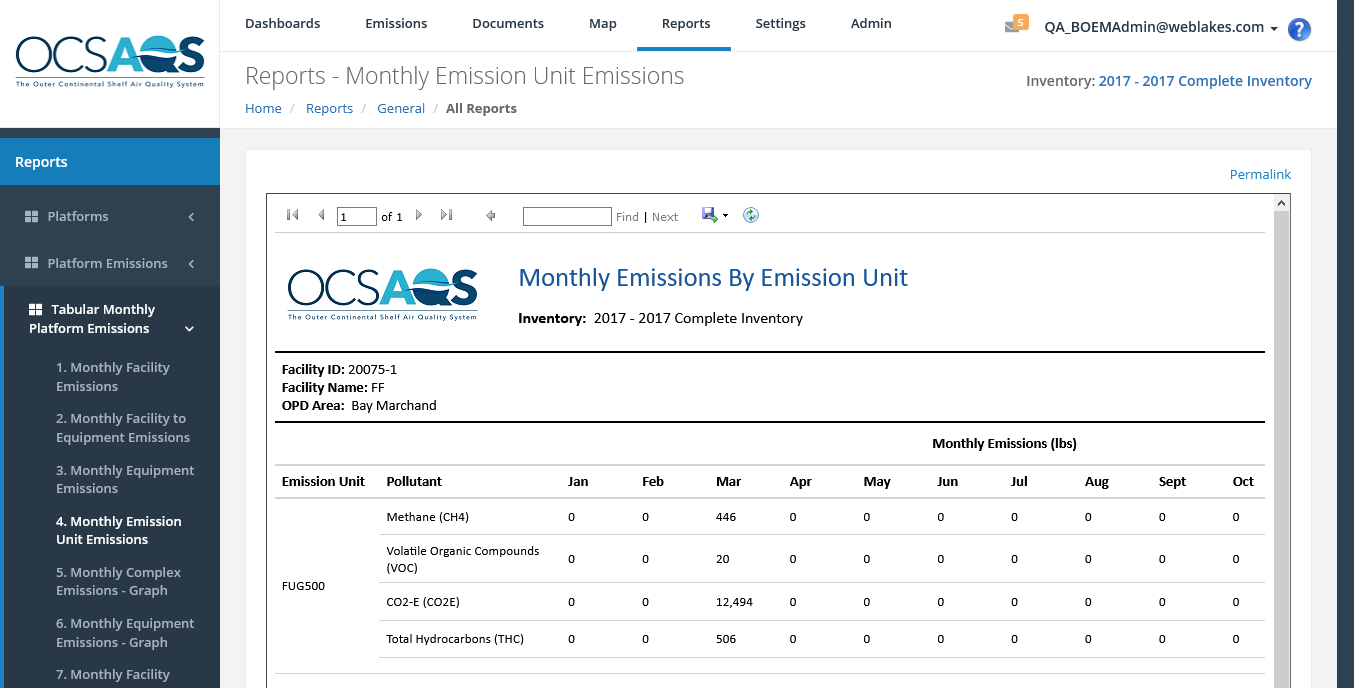 OCSAQS
The Outer Continental Shelf Air Quality System
Dashboards Emissions Documents Map Reports Settings Admin
5
QA_BOEMAdmin@weblakes.com
?
Reports - Monthly Emission Unit Emissions
Inventory: 2017 - 2017 Complete Inventory
Home / Reports / General / All Reports
Reports
Platforms
Platform Emissions
Tabular Monthly
Platform Emissions
1. Monthly Facility
Emissions
2. Monthly Facility to
Equipment Emissions
3. Monthly Equipment
Emissions
4. Monthly Emission
Unit Emissions
5. Monthly Complex
Emissions - Graph
6. Monthly Equipment
Emissions - Graph
7. Monthly Facility
Permalink
1 of 1 Find | Next
OCSAQS
The Outer Continental Shelf Air Quality System
Monthly Emissions By Emission Unit
Inventory: 2017 - 2017 Complete Inventory
Facility ID: 20075-1
Facility Name: FF
OPD Area: Bay Marchand
Monthly Emissions (lbs)
Emission Unit Pollutant Jan Feb Mar Apr May Jun Jul Aug Sept Oct
FUG500
Methane (CH4) 0 0 446 0 0 0 0 0 0 0
Volatile Organic Compounds
(VOC) 0 0 20 0 0 0 0 0 0 0
CO2-E (CO2E) 0 0 12,494 0 0 0 0 0 0 0
Total Hydrocarbons (THC) 0 0 506 0 0 0 0 0 0 0